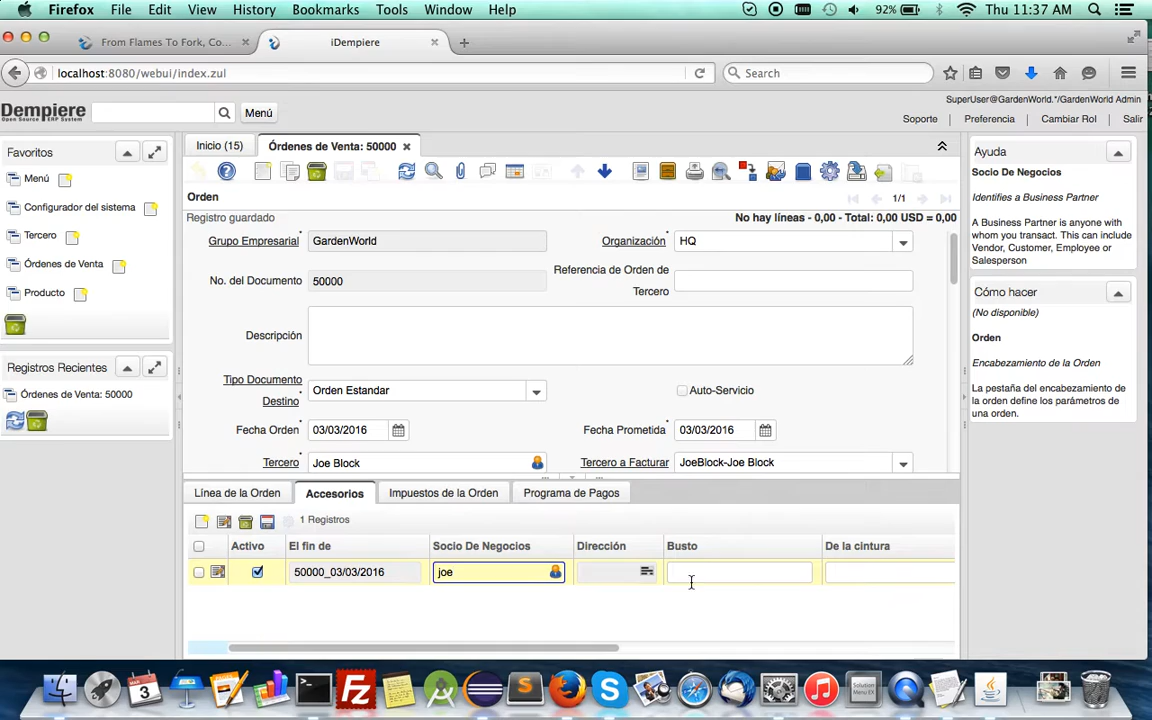 Firefox File Edit View History Bookmarks Tools Window Help 92% Thu 11:37 AM
From Flames To Fork, Co... iDempiere
localhost:8080/webui/index.zul Search
Dempiere
Open Source ERP System
Menú
SuperUser@GardenWorld.*/GardenWorld Admin
Soporte Preferencia Cambiar Rol Salir
Favoritos
Menú
Configurador del sistema
Tercero
Órdenes de Venta
Producto
Registros Recientes
Órdenes de Venta: 50000
Inicio (15) Órdenes de Venta: 50000
Orden 1/1
Registro guardado No hay líneas - 0,00 - Total: 0,00 USD = 0,00
Grupo Empresarial GardenWorld Organización HQ
No. del Documento 50000 Referencia de Orden de
Tercero
Descripción
Tipo Documento
Destino Orden Estandar Auto-Servicio
Fecha Orden 03/03/2016 Fecha Prometida 03/03/2016
Tercero Joe Block Tercero a Facturar JoeBlock-Joe Block
Línea de la Orden Accesorios Impuestos de la Orden Programa de Pagos
1 Registros
Activo El fin de Socio De Negocios Dirección Busto De la cintura
50000_03/03/2016 joe
Ayuda
Socio De Negocios
Identifies a Business Partner
A Business Partner is anyone with
whom you transact. This can include
Vendor, Customer, Employee or
Salesperson
Cómo hacer
(No disponible)
Orden
Encabezamiento de la Orden
La pestaña del encabezamiento de
la orden define los parámetros de
una orden.
MAR
3